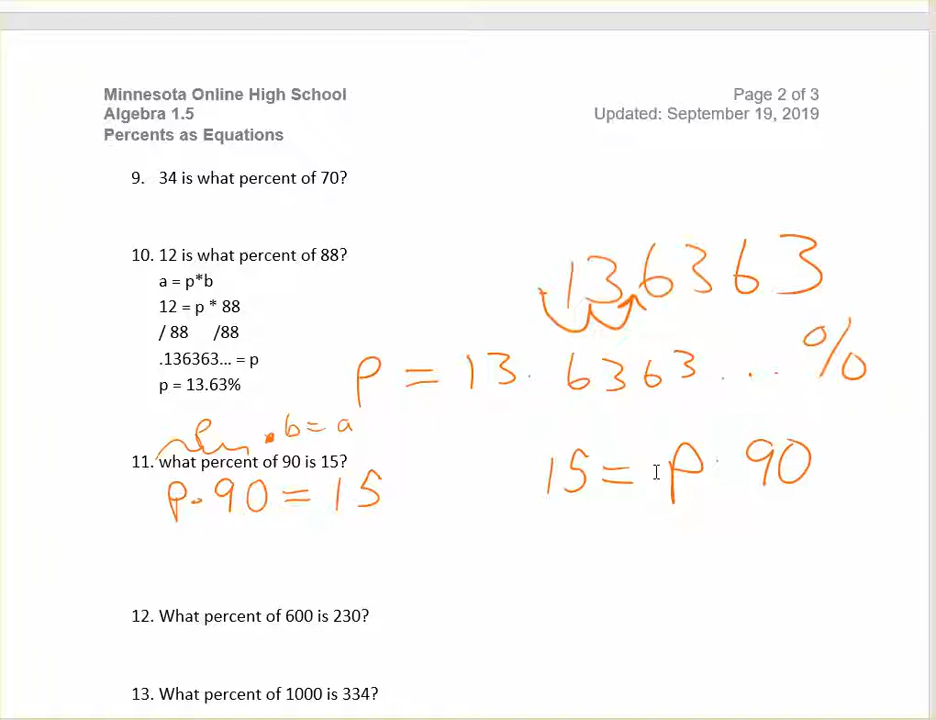 Minnesota Online High School
Page 2 of 3
Algebra 1.5
Updated: September 19, 2019
Percents as Equations
9. 34 is what percent of 70?
10. 12 is what percent of 88?
a = p*b
12 = p * 88
/ 88 /88
.136363... = p
p = 13.63%
.136363
P = 13.6363... %
P · b = a
11. what percent of 90 is 15?
P · 90 = 15
15 = P · 90
12. What percent of 600 is 230?
13. What percent of 1000 is 334?